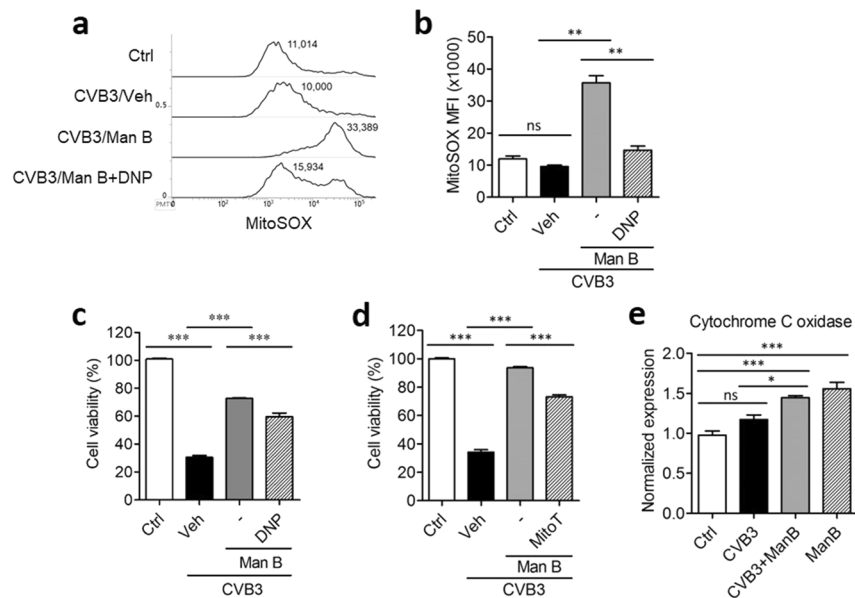 a
Ctrl
11,014
CVB3/Veh
10,000
0.5
CVB3/Man B
33,389
CVB3/Man B+DNP
15,934
0
10² 10³ 10⁴ 10⁵
MitoSOX
b
MitoSOX MFI (x1000)
50
40
30
20
10
0
**
**
ns
Ctrl
Veh
-
DNP
Man B
CVB3
c
Cell viability (%)
120
100
80
60
40
20
0
***
*** ***
Ctrl
Veh
-
DNP
Man B
CVB3
d
Cell viability (%)
120
100
80
60
40
20
0
***
*** ***
Ctrl
Veh
-
MitoT
Man B
CVB3
e
Cytochrome C oxidase
Normalized expression
2.0
1.5
1.0
0.5
0.0
***
***
*
ns
Ctrl
CVB3
CVB3+ManB
ManB